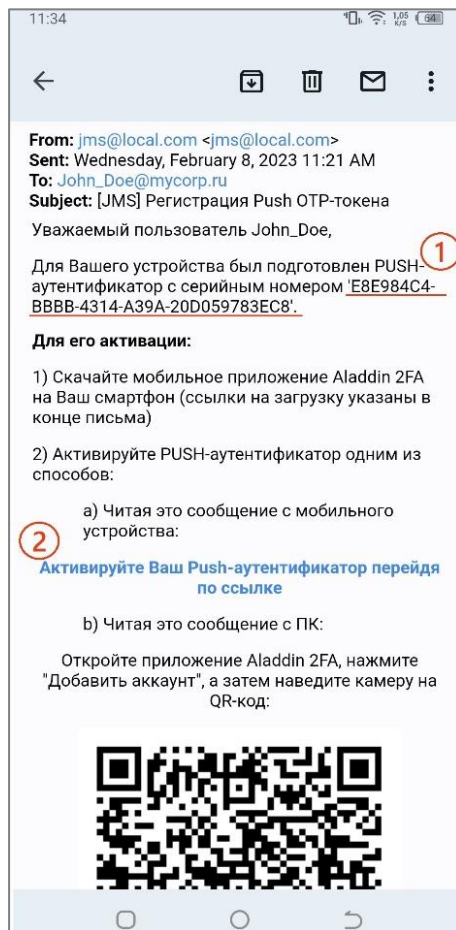 11:34
1,05 K/S 64
From: jms@local.com <jms@local.com>
Sent: Wednesday, February 8, 2023 11:21 AM
To: John_Doe@mycorp.ru
Subject: [JMS] Регистрация Push OTP-токена
Уважаемый пользователь John_Doe,
1
Для Вашего устройства был подготовлен PUSH-
аутентификатор с серийным номером 'E8E984C4-
BBBB-4314-A39A-20D059783EC8'.
Для его активации:
1) Скачайте мобильное приложение Aladdin 2FA
на Ваш смартфон (ссылки на загрузку указаны в
конце письма)
2) Активируйте PUSH-аутентификатор одним из
способов:
a) Читая это сообщение с мобильного
устройства:
2
Активируйте Ваш Push-аутентификатор перейдя
по ссылке
b) Читая это сообщение с ПК:
Откройте приложение Aladdin 2FA, нажмите
"Добавить аккаунт", а затем наведите камеру на
QR-код: